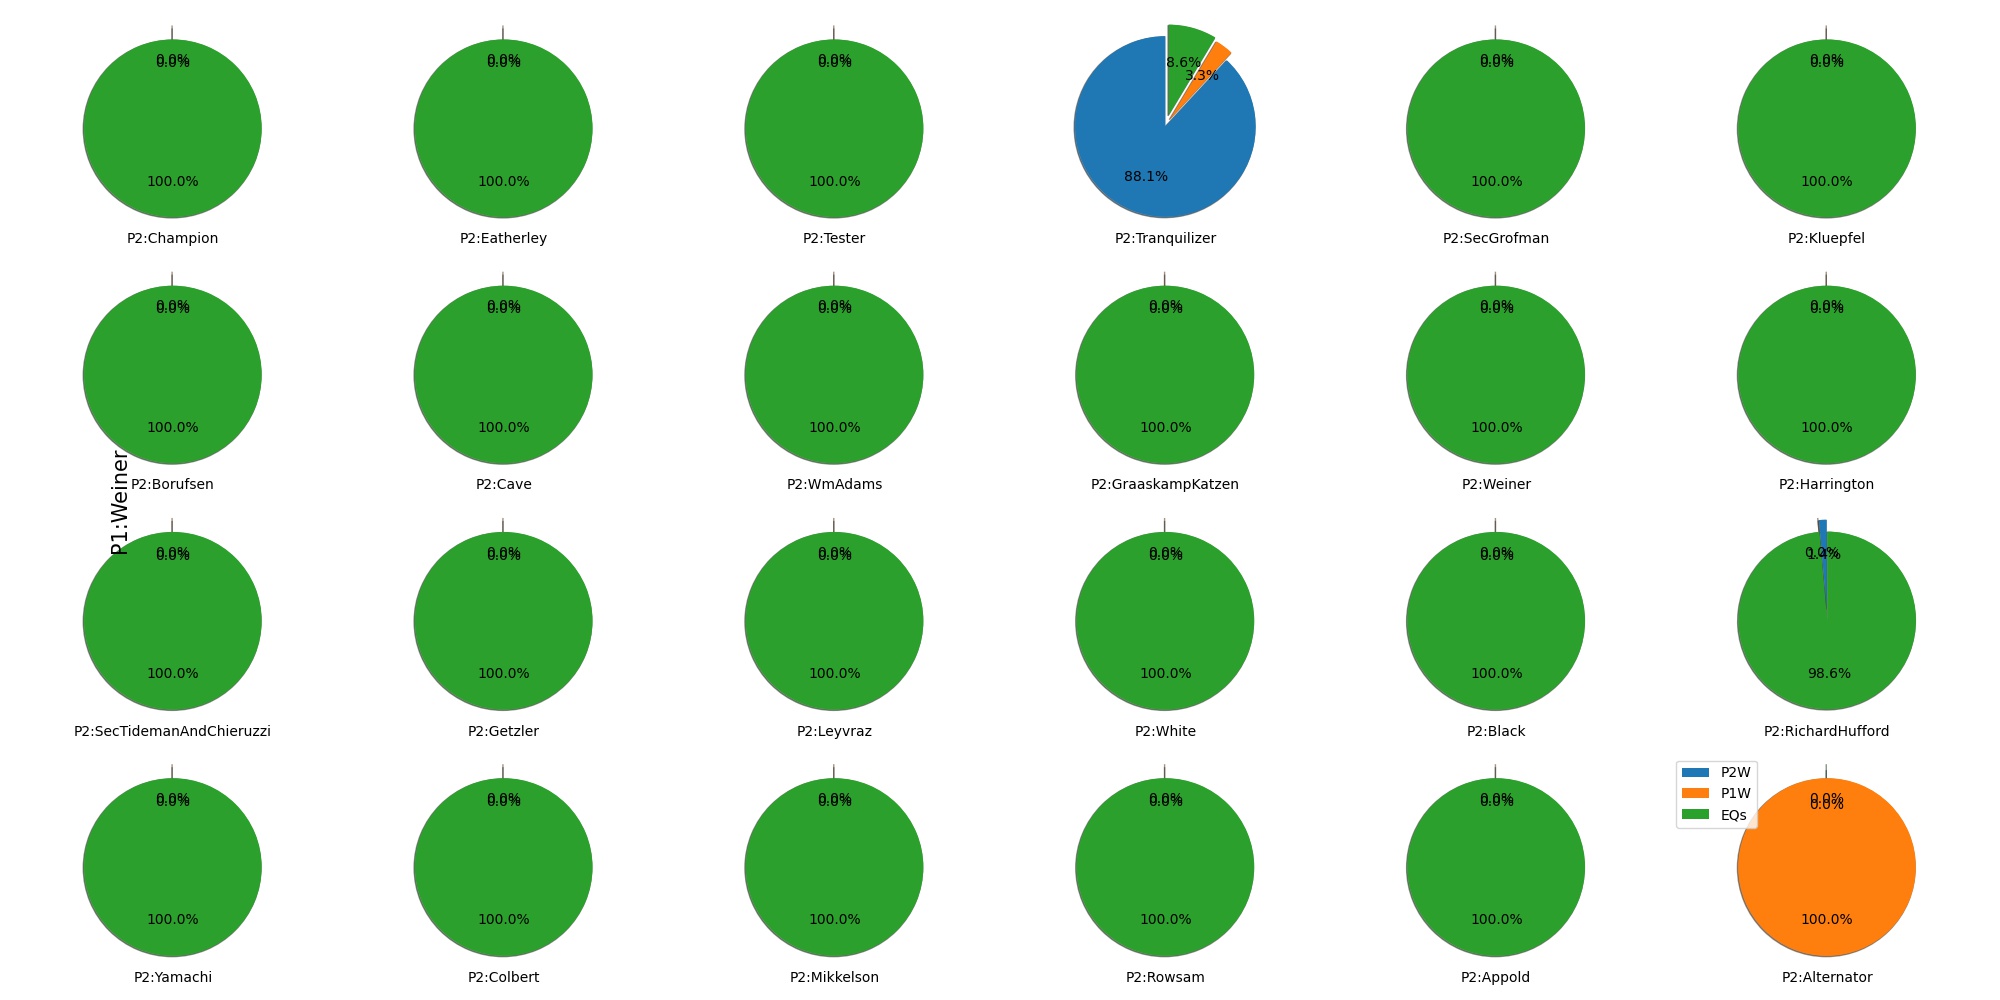 0.0%
0.0%
100.0%
P2:Champion
0.0%
0.0%
100.0%
P2:Eatherley
0.0%
0.0%
100.0%
P2:Tester
8.6%
3.3%
88.1%
P2:Tranquilizer
0.0%
0.0%
100.0%
P2:SecGrofman
0.0%
0.0%
100.0%
P2:Kluepfel
0.0%
0.0%
100.0%
P2:Borufsen
0.0%
0.0%
100.0%
P2:Cave
0.0%
0.0%
100.0%
P2:WmAdams
0.0%
0.0%
100.0%
P2:GraaskampKatzen
0.0%
0.0%
100.0%
P2:Weiner
0.0%
0.0%
100.0%
P2:Harrington
P1:Weiner
0.0%
0.0%
100.0%
P2:SecTidemanAndChieruzzi
0.0%
0.0%
100.0%
P2:Getzler
0.0%
0.0%
100.0%
P2:Leyvraz
0.0%
0.0%
100.0%
P2:White
0.0%
0.0%
100.0%
P2:Black
0.0%
1.4%
98.6%
P2:RichardHufford
0.0%
0.0%
100.0%
P2:Yamachi
0.0%
0.0%
100.0%
P2:Colbert
0.0%
0.0%
100.0%
P2:Mikkelson
0.0%
0.0%
100.0%
P2:Rowsam
0.0%
0.0%
100.0%
P2:Appold
P2W
P1W
EQs
0.0%
0.0%
100.0%
P2:Alternator